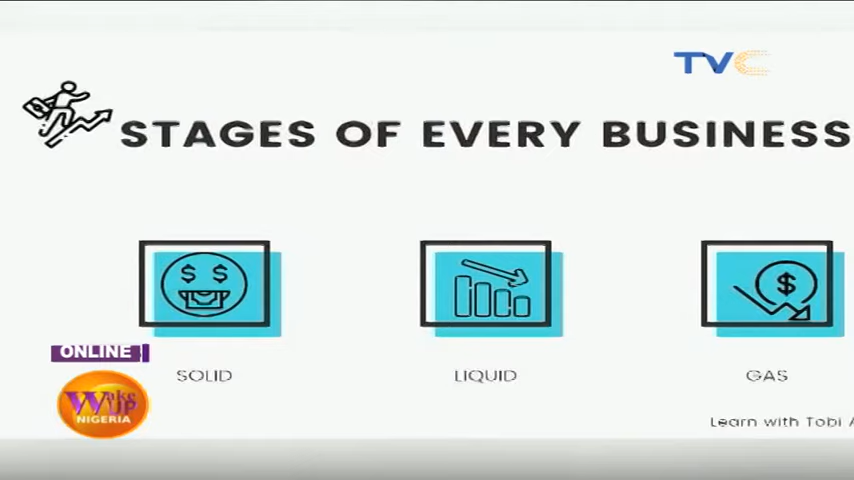 TVC
STAGES OF EVERY BUSINESS
ONLINE
SOLID
LIQUID
GAS
Wake
UP
NIGERIA
Learn with Tobi